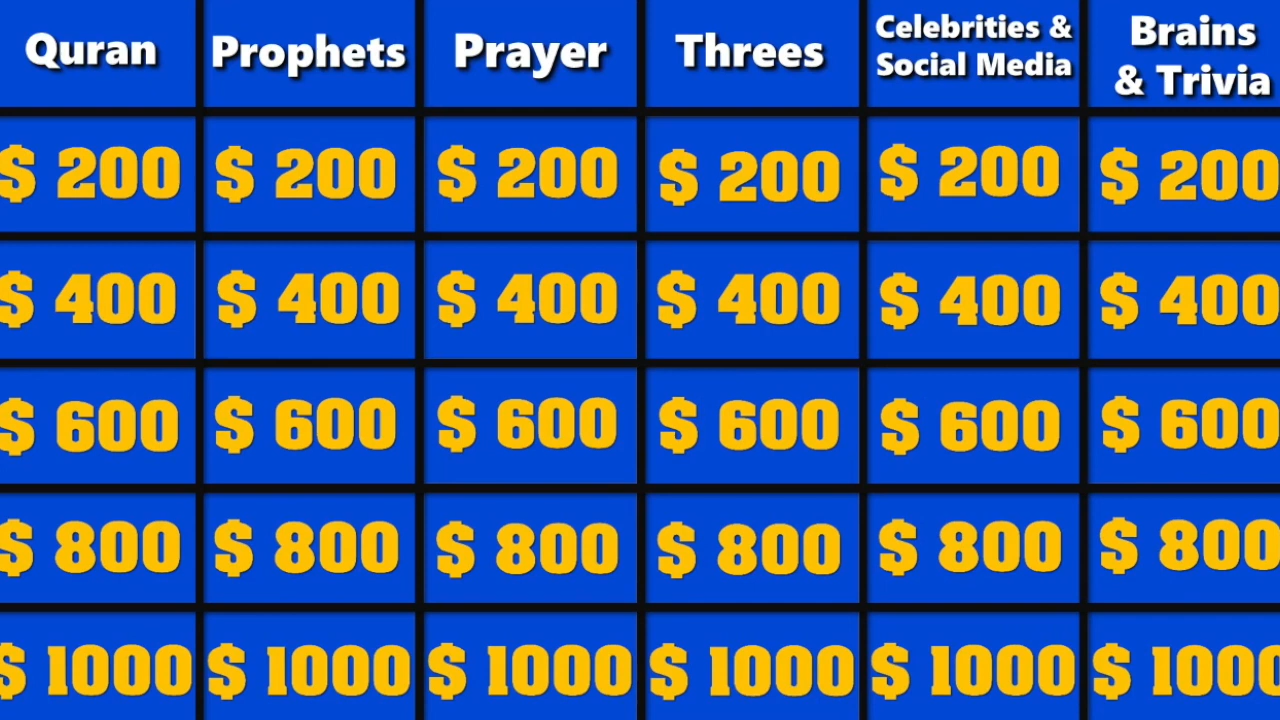 Quran Prophets Prayer Threes Celebrities & Social Media Brains & Trivia
$ 200 $ 200 $ 200 $ 200 $ 200 $ 200
$ 400 $ 400 $ 400 $ 400 $ 400 $ 400
$ 600 $ 600 $ 600 $ 600 $ 600 $ 600
$ 800 $ 800 $ 800 $ 800 $ 800 $ 800
$ 1000 $ 1000 $ 1000 $ 1000 $ 1000 $ 1000